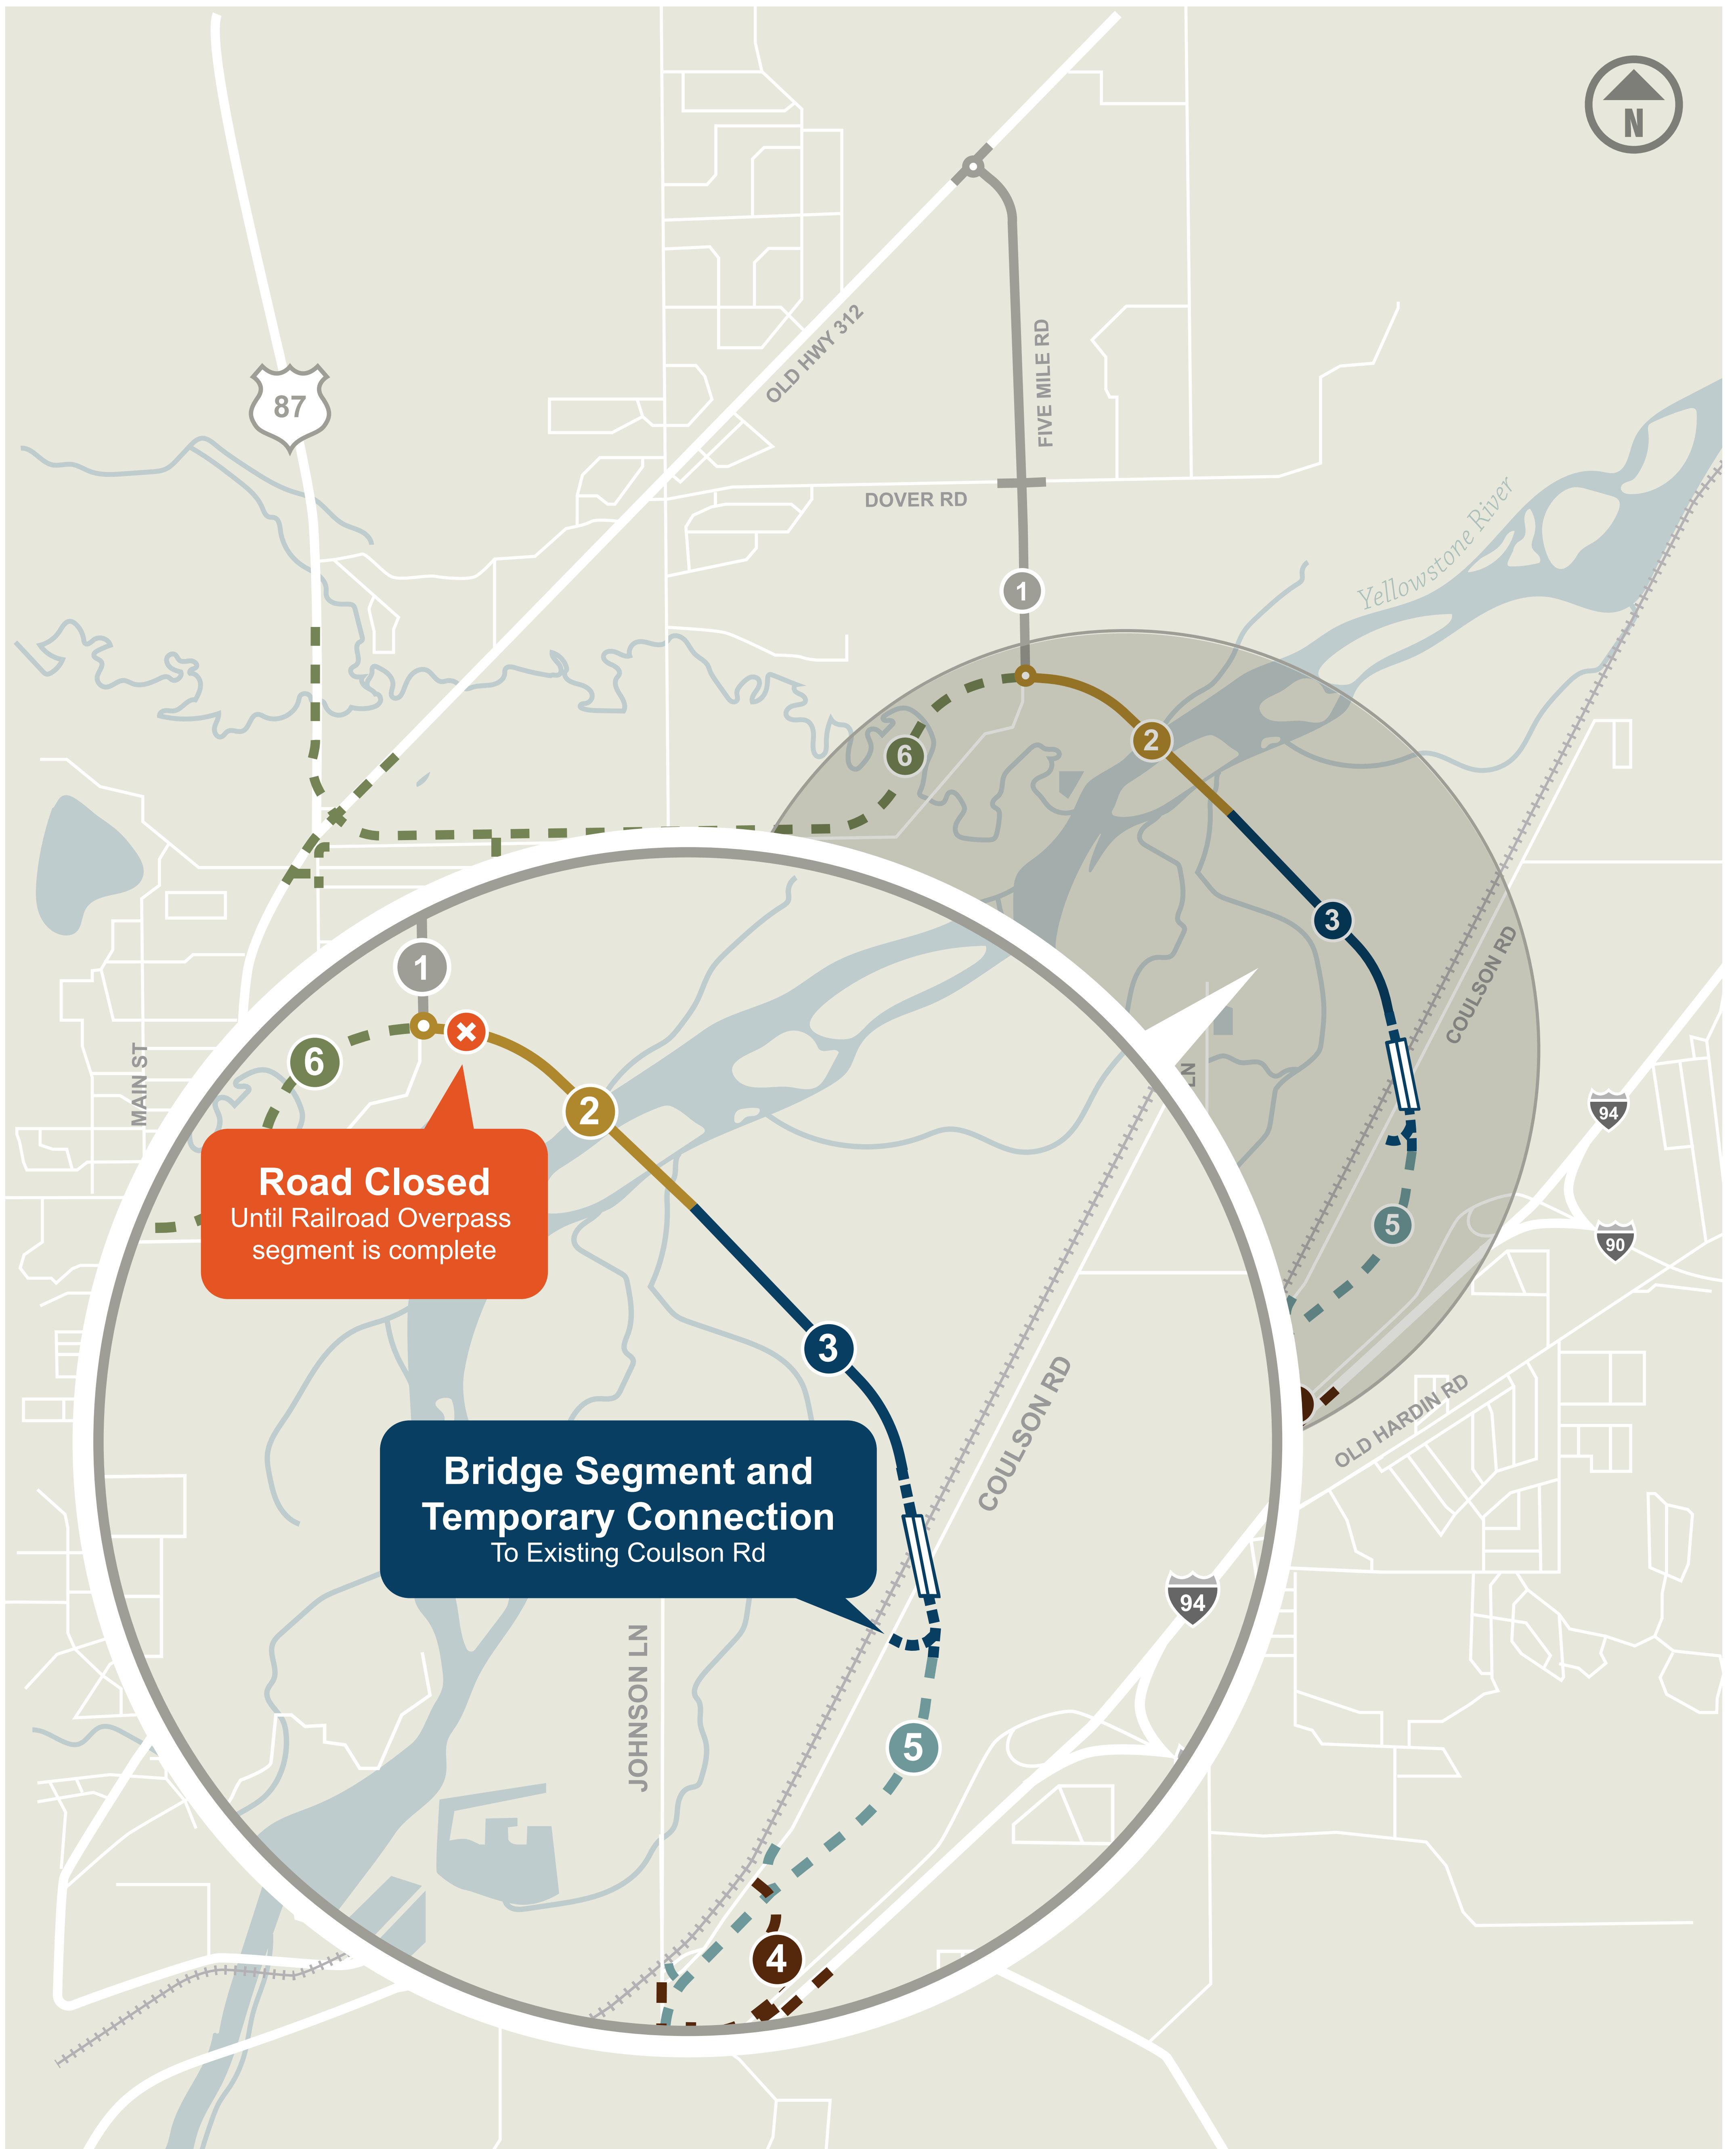 N
87
OLD HWY 312
FIVE MILE RD
DOVER RD
Yellowstone River
1
2
6
3
COULSON RD
LN
94
5
90
OLD HARDIN RD
MAIN ST
1
6
2
Road Closed
Until Railroad Overpass
segment is complete
3
COULSON RD
Bridge Segment and
Temporary Connection
To Existing Coulson Rd
94
JOHNSON LN
5
4